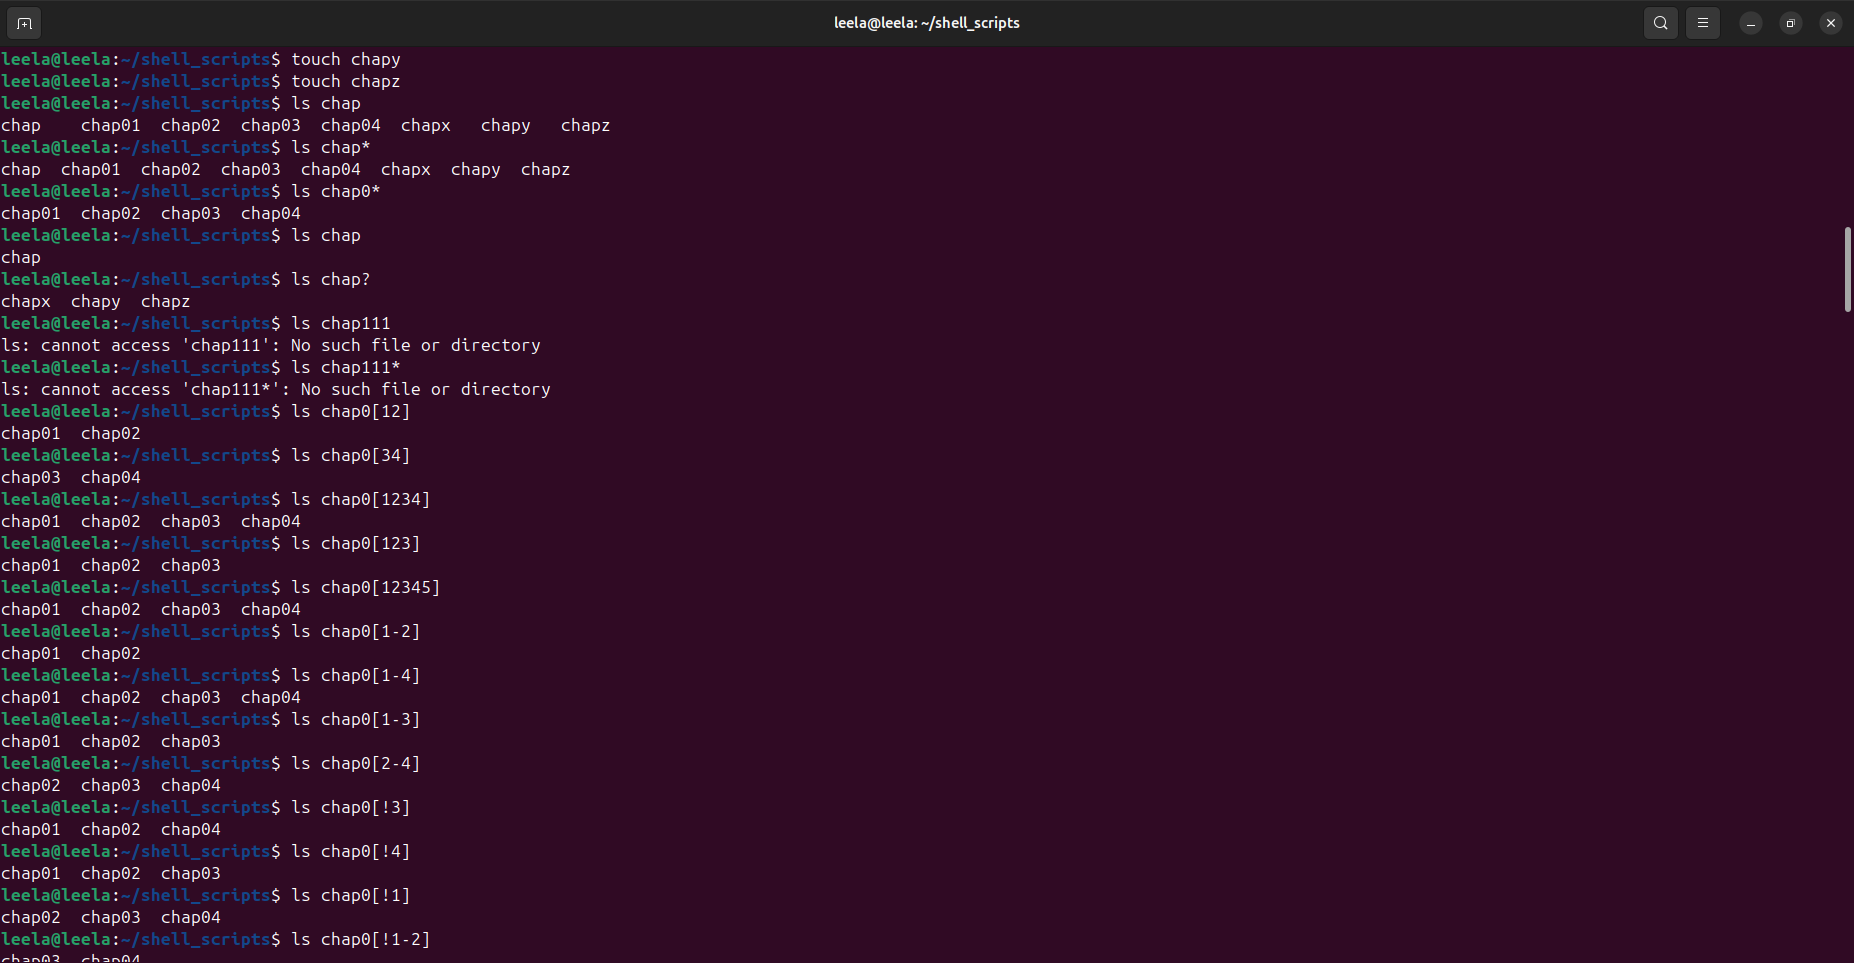 leela@leela: ~/shell_scripts
leela@leela:~/shell_scripts$ touch chapy
leela@leela:~/shell_scripts$ touch chapz
leela@leela:~/shell_scripts$ ls chap
chap    chap01  chap02  chap03  chap04  chapx   chapy   chapz
leela@leela:~/shell_scripts$ ls chap*
chap  chap01  chap02  chap03  chap04  chapx  chapy  chapz
leela@leela:~/shell_scripts$ ls chap0*
chap01  chap02  chap03  chap04
leela@leela:~/shell_scripts$ ls chap
chap
leela@leela:~/shell_scripts$ ls chap?
chapx  chapy  chapz
leela@leela:~/shell_scripts$ ls chap111
ls: cannot access 'chap111': No such file or directory
leela@leela:~/shell_scripts$ ls chap111*
ls: cannot access 'chap111*': No such file or directory
leela@leela:~/shell_scripts$ ls chap0[12]
chap01  chap02
leela@leela:~/shell_scripts$ ls chap0[34]
chap03  chap04
leela@leela:~/shell_scripts$ ls chap0[1234]
chap01  chap02  chap03  chap04
leela@leela:~/shell_scripts$ ls chap0[123]
chap01  chap02  chap03
leela@leela:~/shell_scripts$ ls chap0[12345]
chap01  chap02  chap03  chap04
leela@leela:~/shell_scripts$ ls chap0[1-2]
chap01  chap02
leela@leela:~/shell_scripts$ ls chap0[1-4]
chap01  chap02  chap03  chap04
leela@leela:~/shell_scripts$ ls chap0[1-3]
chap01  chap02  chap03
leela@leela:~/shell_scripts$ ls chap0[2-4]
chap02  chap03  chap04
leela@leela:~/shell_scripts$ ls chap0[!3]
chap01  chap02  chap04
leela@leela:~/shell_scripts$ ls chap0[!4]
chap01  chap02  chap03
leela@leela:~/shell_scripts$ ls chap0[!1]
chap02  chap03  chap04
leela@leela:~/shell_scripts$ ls chap0[!1-2]
chap03  chap04